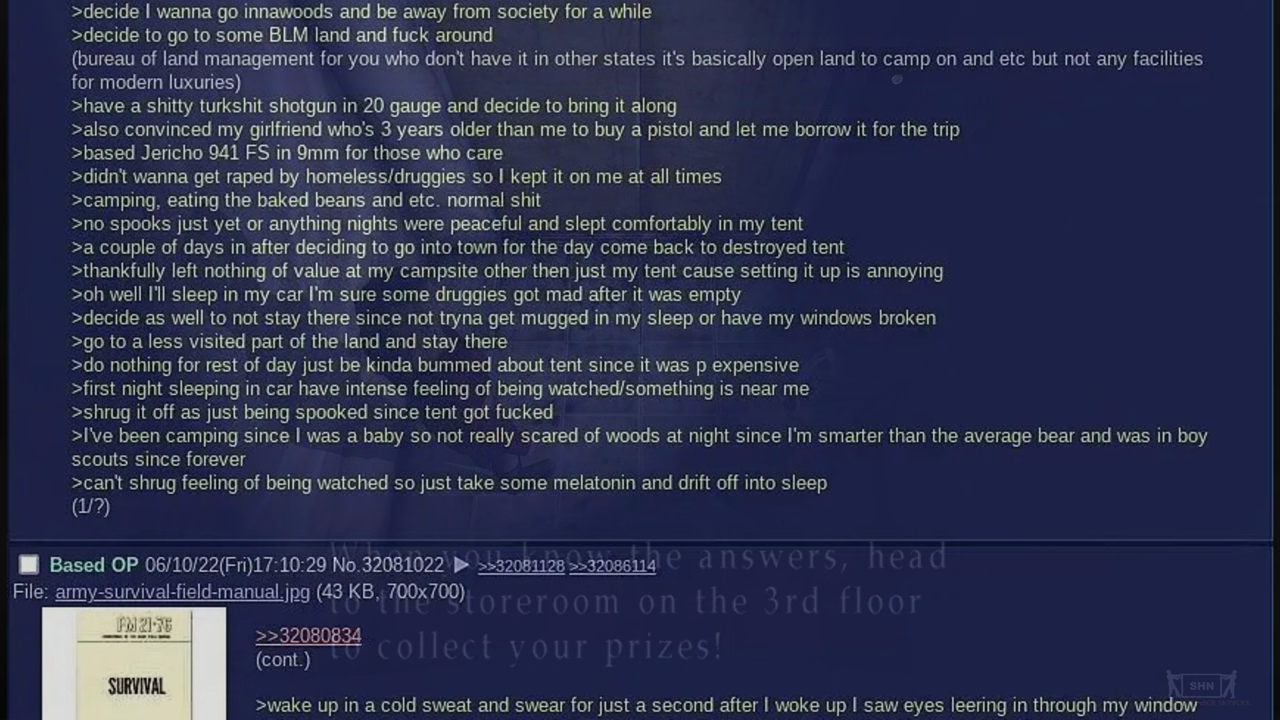 >decide I wanna go innawoods and be away from society for a while
>decide to go to some BLM land and fuck around
(bureau of land management for you who don't have it in other states it's basically open land to camp on and etc but not any facilities
for modern luxuries)
>have a shitty turkshit shotgun in 20 gauge and decide to bring it along
>also convinced my girlfriend who's 3 years older than me to buy a pistol and let me borrow it for the trip
>based Jericho 941 FS in 9mm for those who care
>didn't wanna get raped by homeless/druggies so I kept it on me at all times
>camping, eating the baked beans and etc. normal shit
>no spooks just yet or anything nights were peaceful and slept comfortably in my tent
>a couple of days in after deciding to go into town for the day come back to destroyed tent
>thankfully left nothing of value at my campsite other then just my tent cause setting it up is annoying
>oh well I'll sleep in my car I'm sure some druggies got mad after it was empty
>decide as well to not stay there since not tryna get mugged in my sleep or have my windows broken
>go to a less visited part of the land and stay there
>do nothing for rest of day just be kinda bummed about tent since it was p expensive
>first night sleeping in car have intense feeling of being watched/something is near me
>shrug it off as just being spooked since tent got fucked
>I've been camping since I was a baby so not really scared of woods at night since I'm smarter than the average bear and was in boy
scouts since forever
>can't shrug feeling of being watched so just take some melatonin and drift off into sleep
(1/?)
When you know the answers, head
to the storeroom on the 3rd floor
to collect your prizes!
Based OP 06/10/22(Fri)17:10:29 No.32081022 ▶ >>32081128 >>32086114
File: army-survival-field-manual.jpg (43 KB, 700x700)
FM 21-76
SURVIVAL
>>32080834
(cont.)
SHN
>wake up in a cold sweat and swear for just a second after I woke up I saw eyes leering in through my window